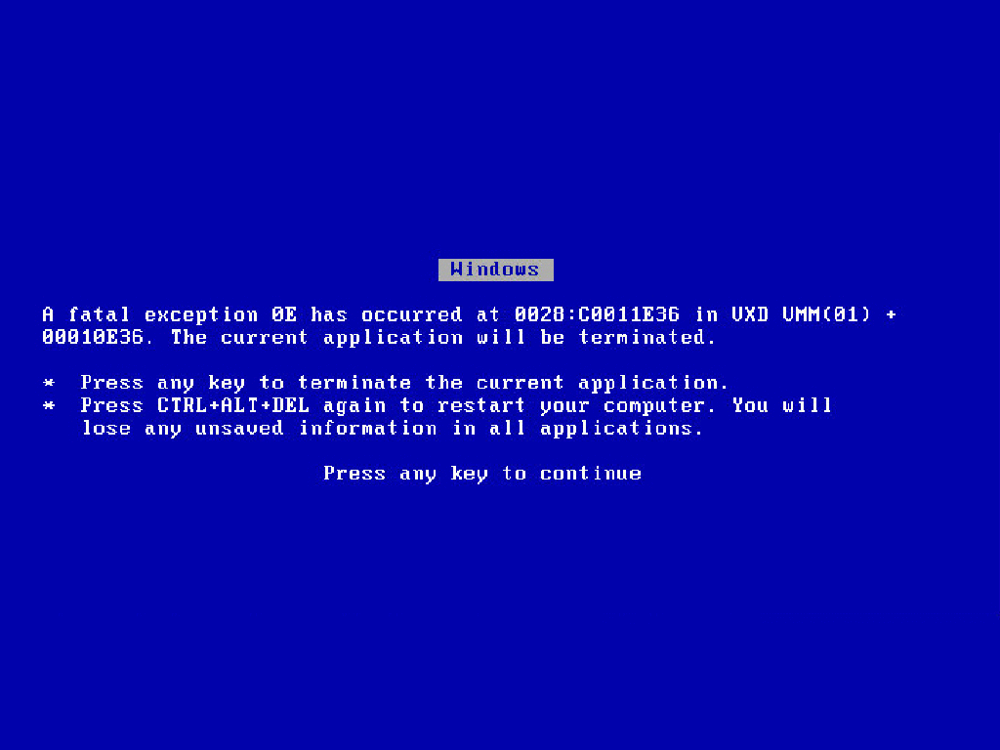 Windows
A fatal exception 0E has occurred at 0028:C0011E36 in VXD VMM(01) +
00010E36. The current application will be terminated.
* Press any key to terminate the current application.
* Press CTRL+ALT+DEL again to restart your computer. You will
lose any unsaved information in all applications.
Press any key to continue